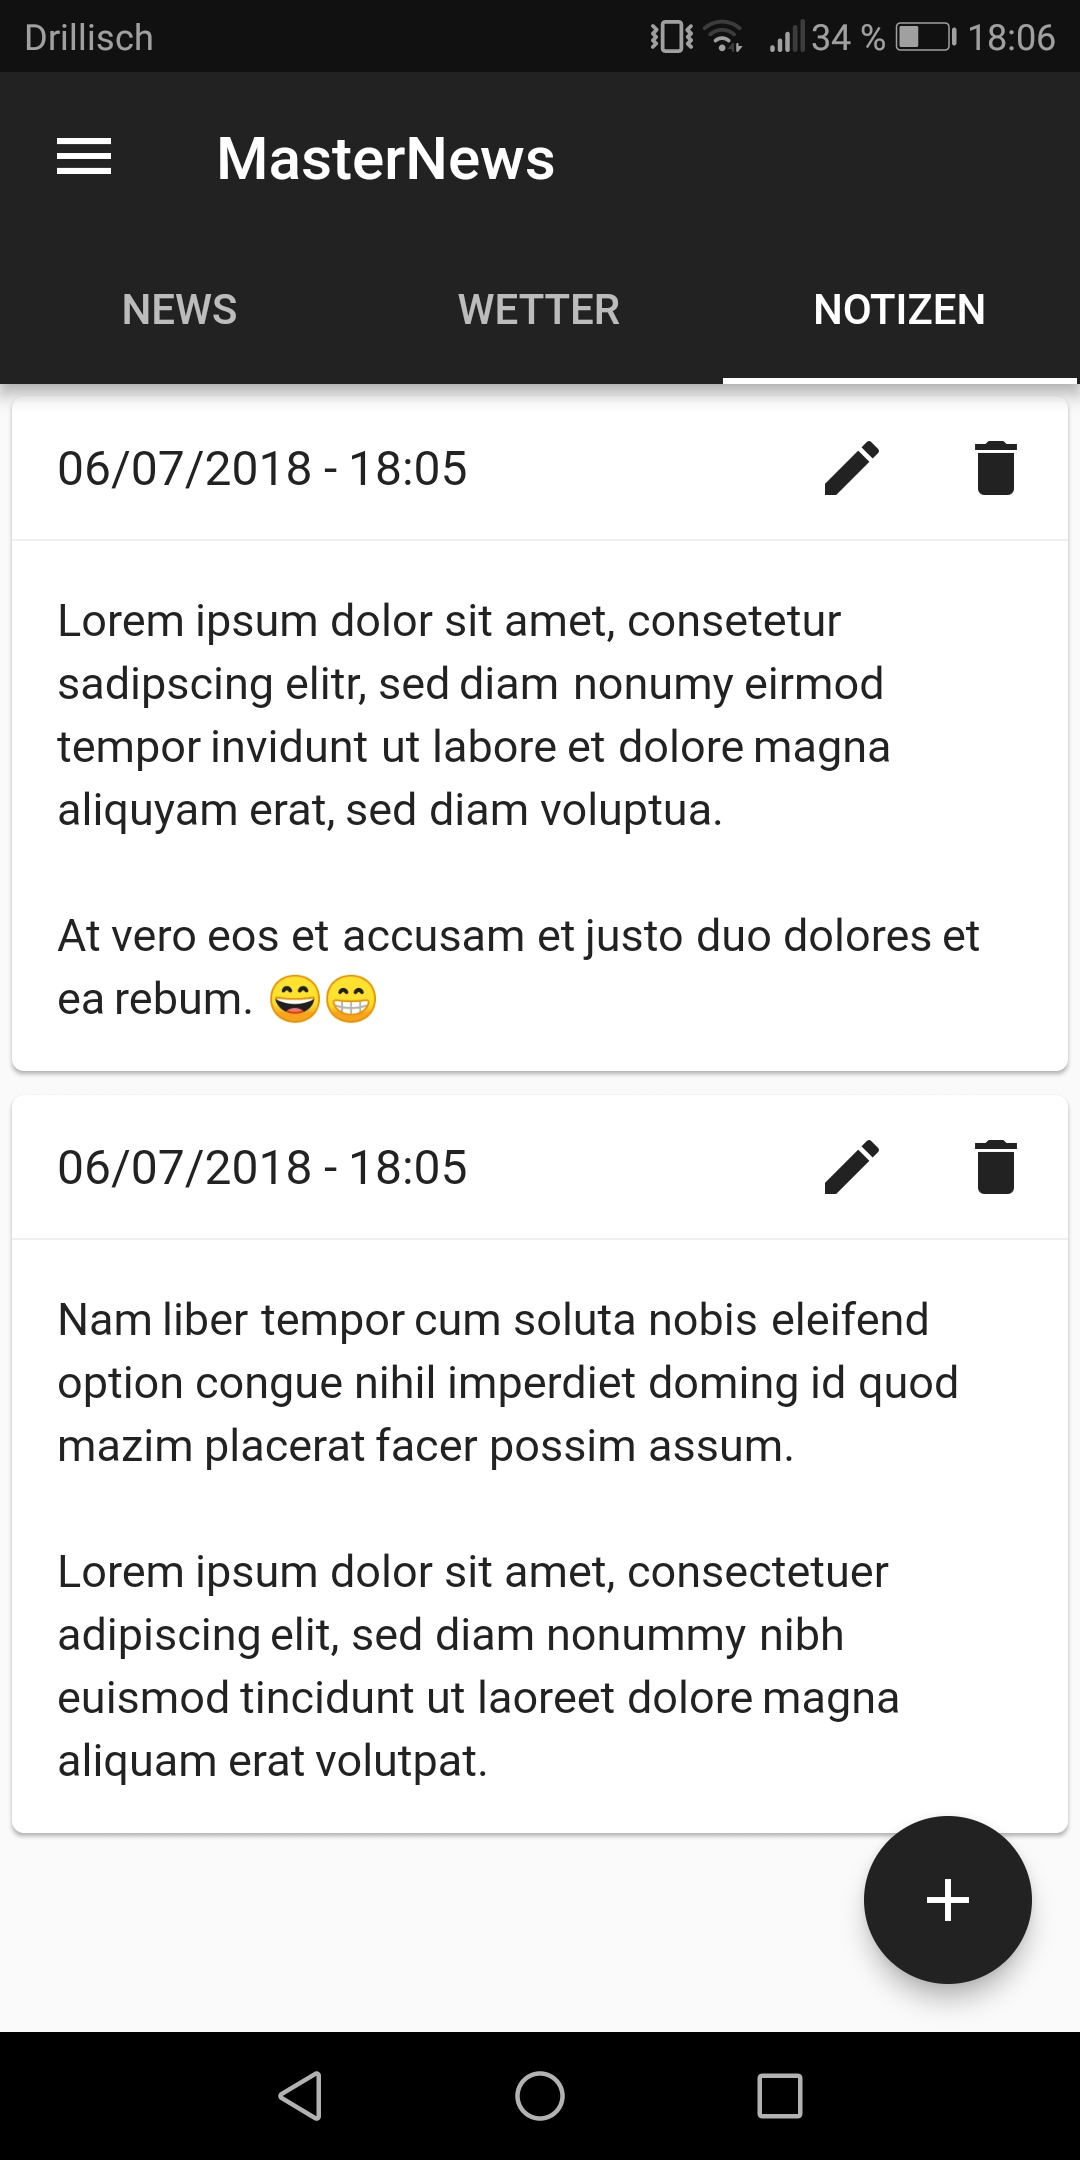 Drillisch 34 % 18:06
MasterNews
NEWS WETTER NOTIZEN
06/07/2018 - 18:05
Lorem ipsum dolor sit amet, consetetur
sadipscing elitr, sed diam nonumy eirmod
tempor invidunt ut labore et dolore magna
aliquyam erat, sed diam voluptua.
At vero eos et accusam et justo duo dolores et
ea rebum. 😄😁
06/07/2018 - 18:05
Nam liber tempor cum soluta nobis eleifend
option congue nihil imperdiet doming id quod
mazim placerat facer possim assum.
Lorem ipsum dolor sit amet, consectetuer
adipiscing elit, sed diam nonummy nibh
euismod tincidunt ut laoreet dolore magna
aliquam erat volutpat.